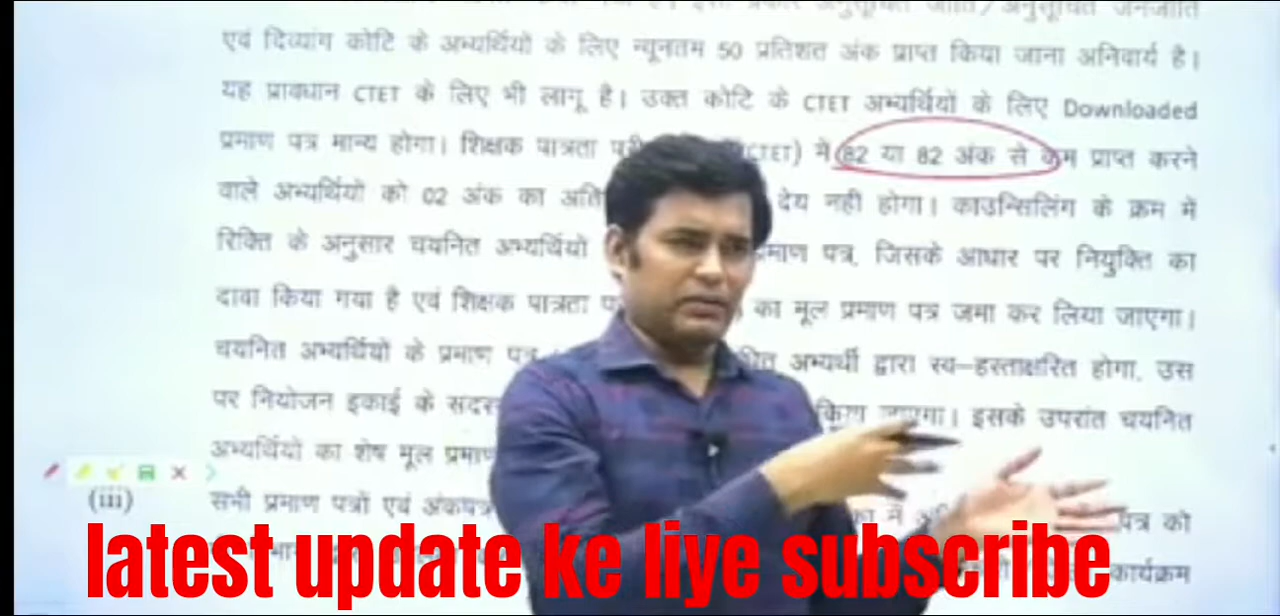 अनुसूचित जाति/अनुसूचित जनजाति
एवं दिव्यांग कोटि के अभ्यर्थियों के लिए न्यूनतम 50 प्रतिशत अंक प्राप्त किया जाना अनिवार्य है।
यह प्रावधान CTET के लिए भी लागू है। उक्त कोटि के CTET अभ्यर्थियों के लिए Downloaded
प्रमाण पत्र मान्य होगा। शिक्षक पात्रता CTET) में 82 या 82 अंक से कम प्राप्त करने
वाले अभ्यर्थियों को 02 अंक का देय नही होगा। काउन्सिलिंग के क्रम में
रिक्ति के अनुसार चयनित अभ्यर्थियों पत्र, जिसके आधार पर नियुक्ति का
दावा किया गया है एवं शिक्षक पात्रता का मूल प्रमाण पत्र जमा कर लिया जाएगा।
चयनित अभ्यर्थियों के प्रमाण पत्र अभ्यर्थी द्वारा स्व-हस्ताक्षरित होगा, उस
पर नियोजन इकाई के किया जाएगा। इसके उपरांत चयनित
अभ्यर्थियों का शेष मूल
(iii) सभी प्रमाण पत्रों एवं में पत्र को
latest update ke liye subscribe
कार्यक्रम